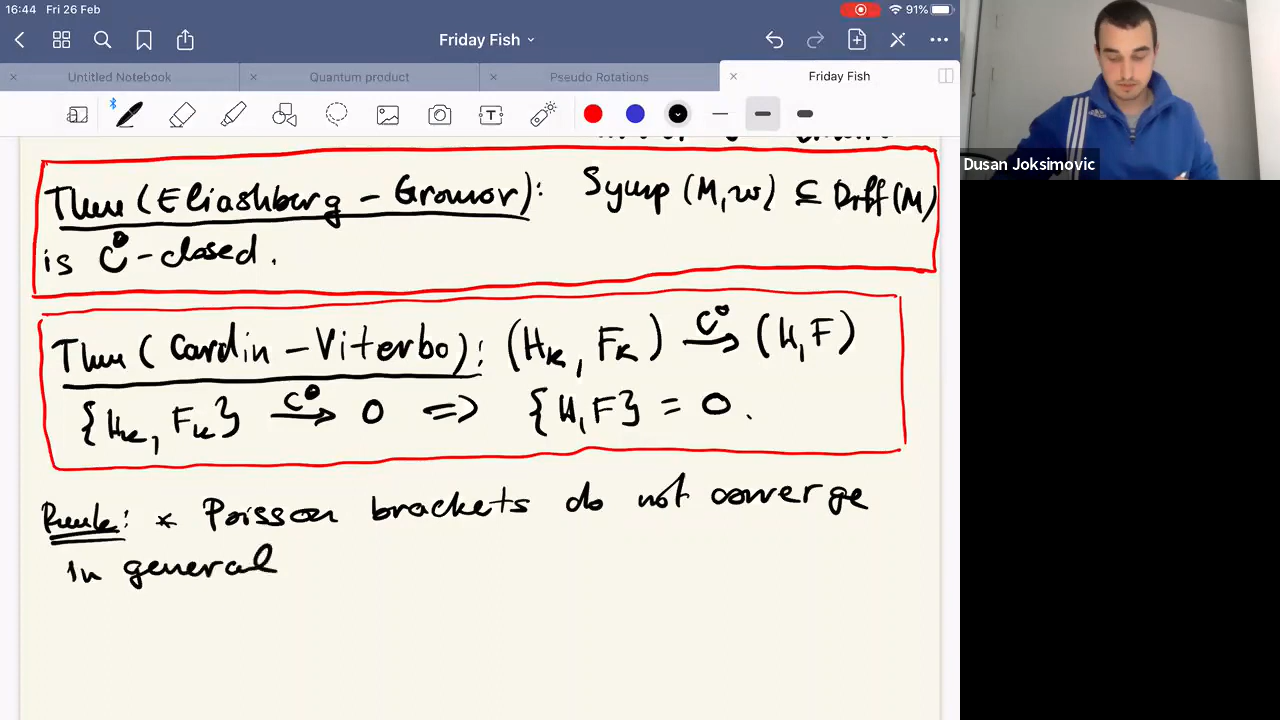 16:44 Fri 26 Feb
91%
Friday Fish
Untitled Notebook
Quantum product
Pseudo Rotations
Friday Fish
Dusan Joksimovic
Thm (Eliashberg - Gromov): Symp (M,ω) ⊆ Diff(M)
is C⁰-closed.
Thm (Cardin - Viterbo): (Hₖ, Fₖ) →^{C⁰} (H,F)
{Hₖ, Fₖ} →^{C⁰} 0 => {H,F} = 0.
Rmk: * Poisson brackets do not converge
in general